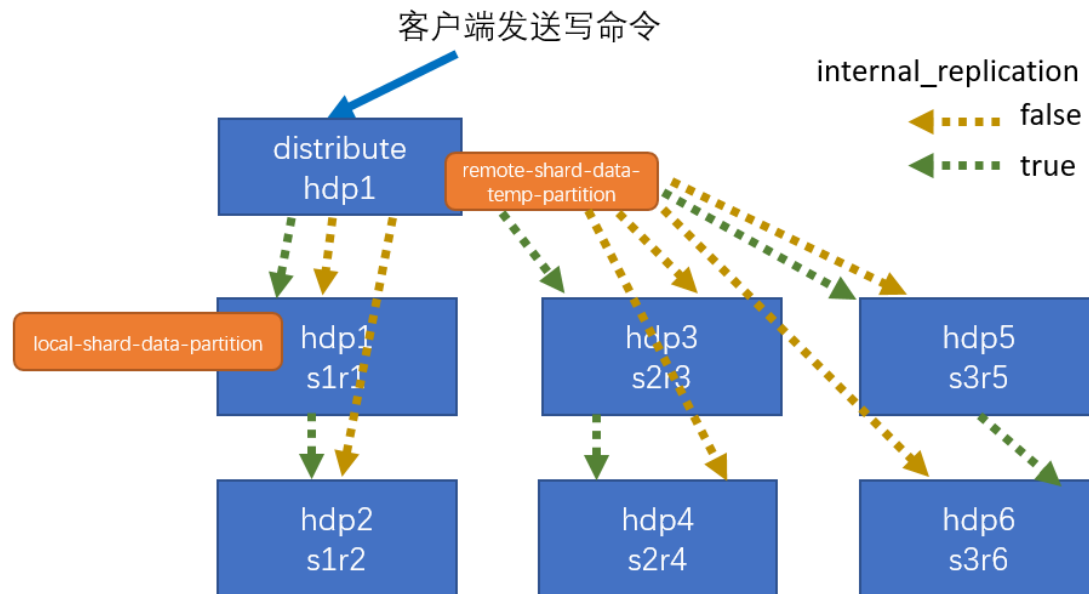 客户端发送写命令
internal_replication
false
true
distribute
hdp1
remote-shard-data-
temp-partition
local-shard-data-partition
hdp1
s1r1
hdp3
s2r3
hdp5
s3r5
hdp2
s1r2
hdp4
s2r4
hdp6
s3r6